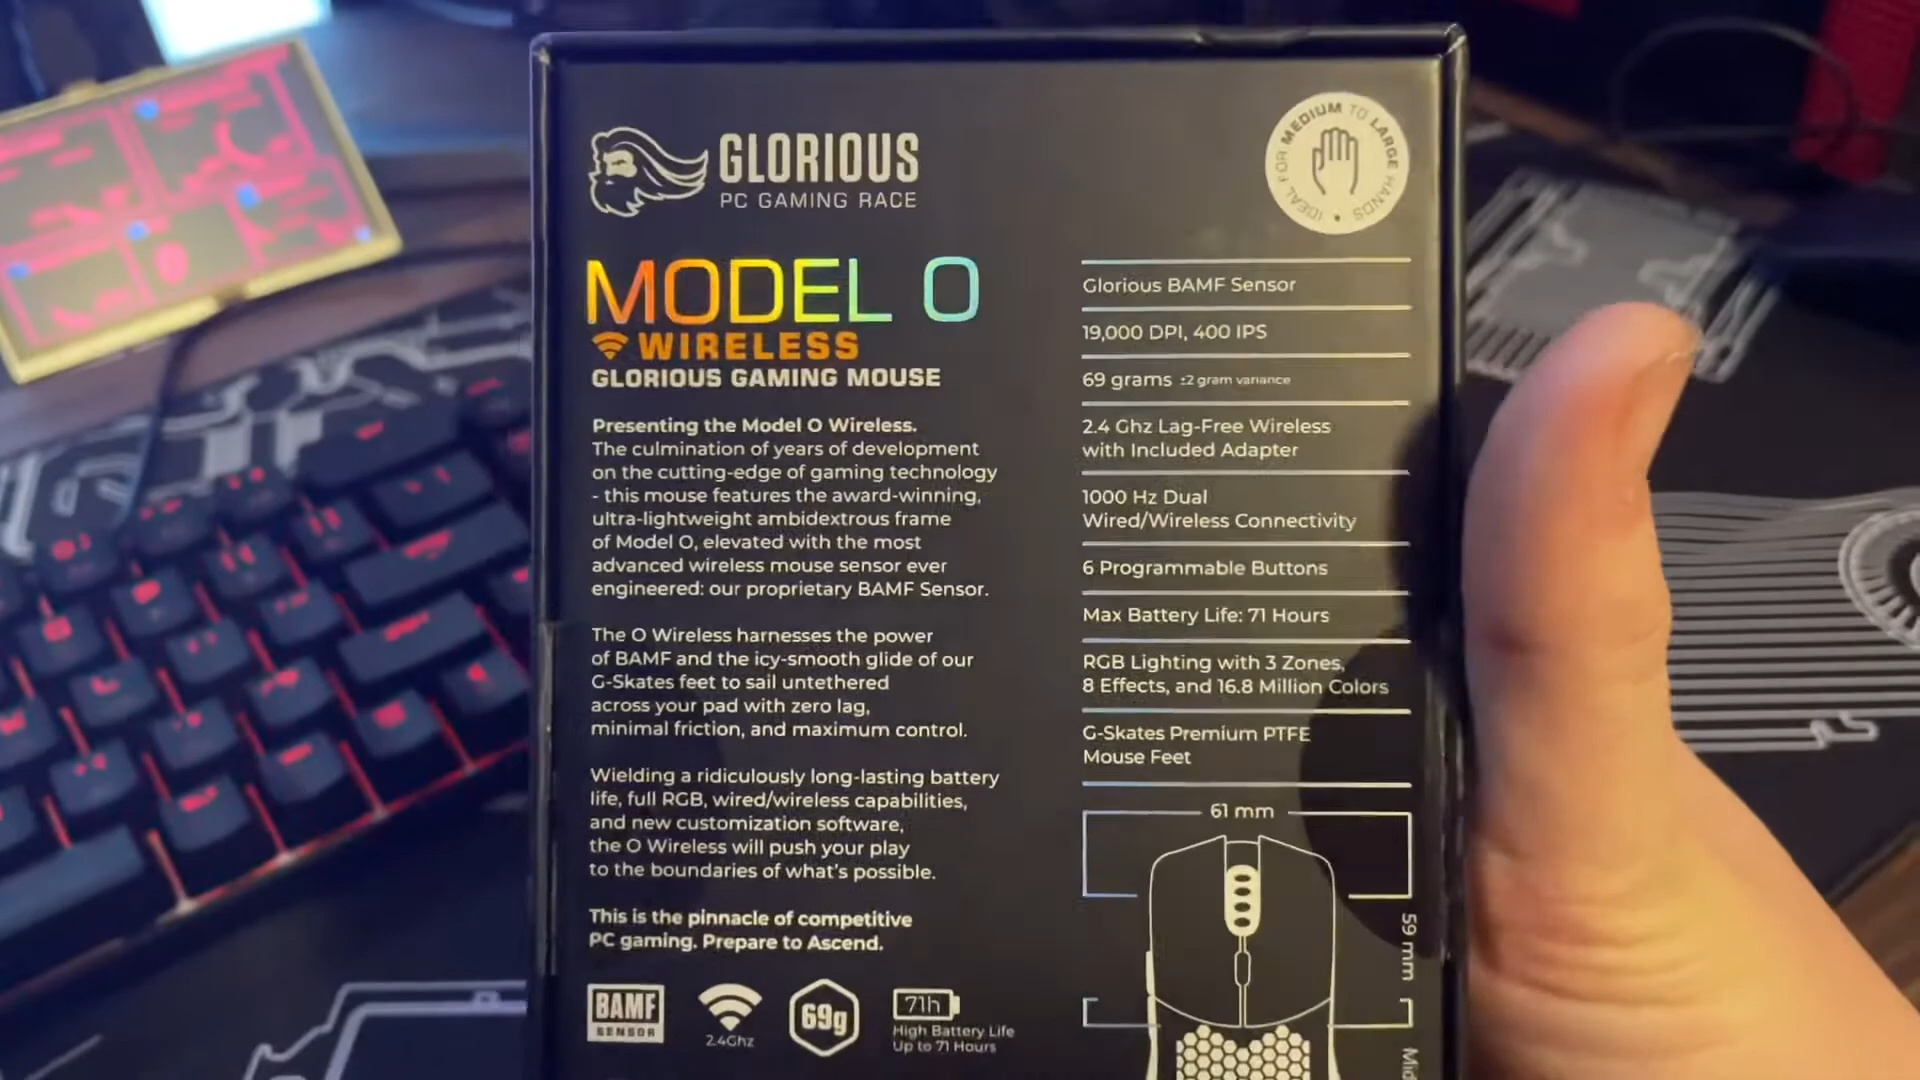 GLORIOUS
PC GAMING RACE
IDEAL FOR MEDIUM TO LARGE HANDS
MODEL O
WIRELESS
GLORIOUS GAMING MOUSE
Presenting the Model O Wireless.
The culmination of years of development
on the cutting-edge of gaming technology
- this mouse features the award-winning,
ultra-lightweight ambidextrous frame
of Model O, elevated with the most
advanced wireless mouse sensor ever
engineered: our proprietary BAMF Sensor.
The O Wireless harnesses the power
of BAMF and the icy-smooth glide of our
G-Skates feet to sail untethered
across your pad with zero lag,
minimal friction, and maximum control.
Wielding a ridiculously long-lasting battery
life, full RGB, wired/wireless capabilities,
and new customization software,
the O Wireless will push your play
to the boundaries of what's possible.
This is the pinnacle of competitive
PC gaming. Prepare to Ascend.
BAMF
SENSOR
2.4Ghz
69g
71h
High Battery Life
Up to 71 Hours
Glorious BAMF Sensor
19,000 DPI, 400 IPS
69 grams ±2 gram variance
2.4 Ghz Lag-Free Wireless
with Included Adapter
1000 Hz Dual
Wired/Wireless Connectivity
6 Programmable Buttons
Max Battery Life: 71 Hours
RGB Lighting with 3 Zones,
8 Effects, and 16.8 Million Colors
G-Skates Premium PTFE
Mouse Feet
61 mm
59 mm